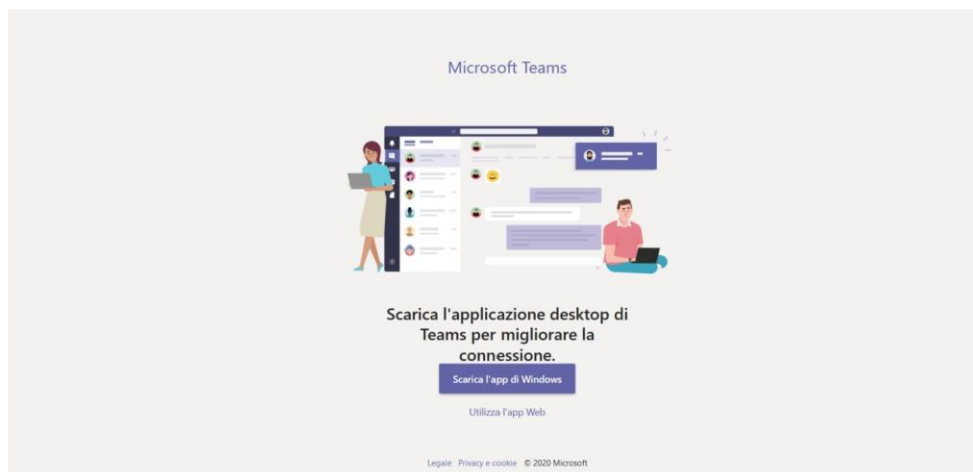 Microsoft Teams
Scarica l'applicazione desktop di
Teams per migliorare la
connessione.
Scarica l'app di Windows
Utilizza l'app Web
Legale Privacy e cookie © 2020 Microsoft